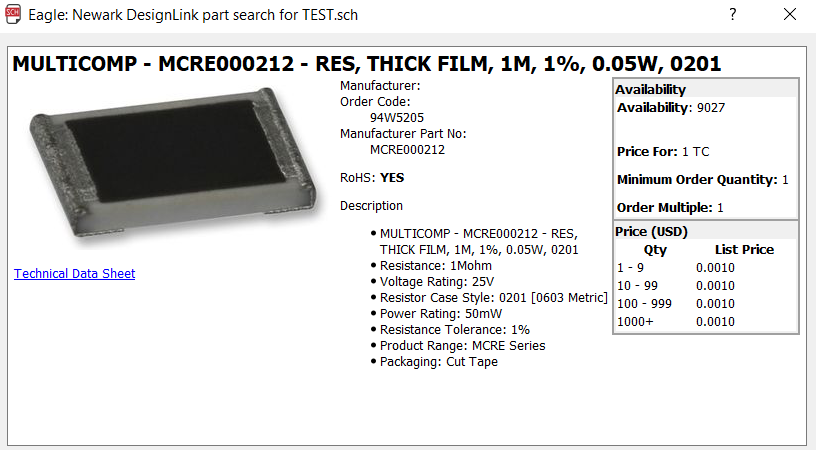 SCH
Eagle: Newark DesignLink part search for TEST.sch
?
MULTICOMP - MCRE000212 - RES, THICK FILM, 1M, 1%, 0.05W, 0201
Manufacturer:
Order Code:
94W5205
Manufacturer Part No:
MCRE000212
RoHS: YES
Description
• MULTICOMP - MCRE000212 - RES,
THICK FILM, 1M, 1%, 0.05W, 0201
• Resistance: 1Mohm
• Voltage Rating: 25V
• Resistor Case Style: 0201 [0603 Metric]
• Power Rating: 50mW
• Resistance Tolerance: 1%
• Product Range: MCRE Series
• Packaging: Cut Tape
Technical Data Sheet
Availability
Availability: 9027
Price For: 1 TC
Minimum Order Quantity: 1
Order Multiple: 1
Price (USD)
Qty List Price
1 - 9 0.0010
10 - 99 0.0010
100 - 999 0.0010
1000+ 0.0010